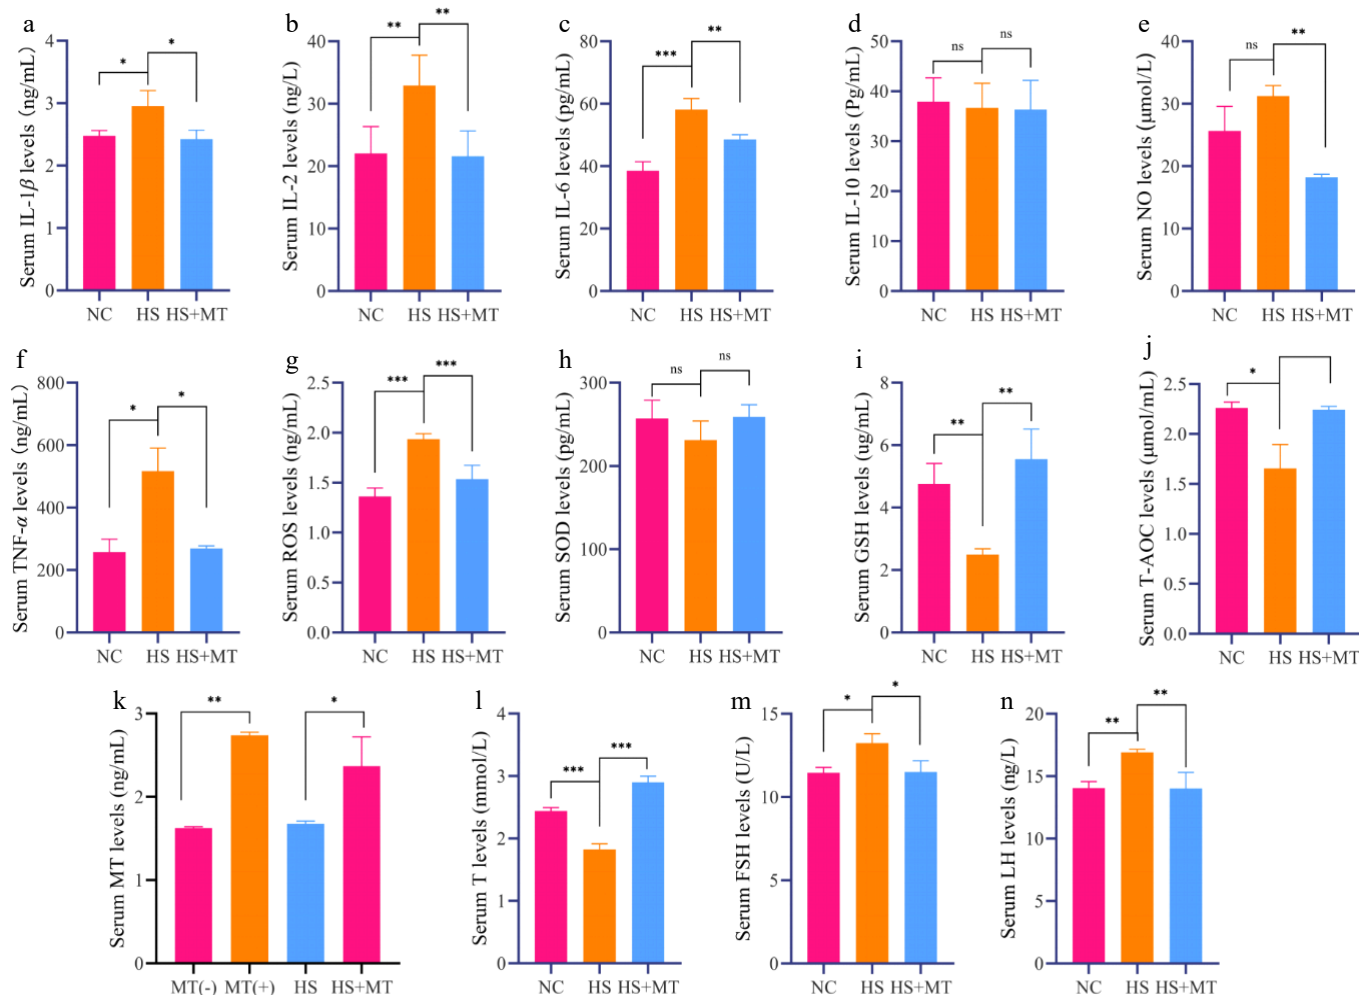 a
Serum IL-1β levels (ng/mL)
4
3
2
1
0
*
*
NC HS HS+MT
b
Serum IL-2 levels (ng/L)
40
30
20
10
0
**
**
NC HS HS+MT
c
Serum IL-6 levels (pg/mL)
80
60
40
20
0
***
**
NC HS HS+MT
d
Serum IL-10 levels (Pg/mL)
50
40
30
20
10
0
ns
ns
NC HS HS+MT
e
Serum NO levels (μmol/L)
40
30
20
10
0
ns
**
NC HS HS+MT
f
Serum TNF-α levels (ng/mL)
800
600
400
200
0
*
*
NC HS HS+MT
g
Serum ROS levels (ng/mL)
2.5
2.0
1.5
1.0
0.5
0.0
***
***
NC HS HS+MT
h
Serum SOD levels (pg/mL)
300
200
100
0
ns
ns
NC HS HS+MT
i
Serum GSH levels (ug/mL)
8
6
4
2
0
**
**
NC HS HS+MT
j
Serum T-AOC levels (μmol/mL)
2.5
2.0
1.5
1.0
0.5
0.0
*
NC HS HS+MT
k
Serum MT levels (ng/mL)
3
2
1
0
**
*
MT(-) MT(+) HS HS+MT
l
Serum T levels (mmol/L)
4
3
2
1
0
***
***
NC HS HS+MT
m
Serum FSH levels (U/L)
15
10
5
0
*
*
NC HS HS+MT
n
Serum LH levels (ng/L)
20
15
10
5
0
**
**
NC HS HS+MT